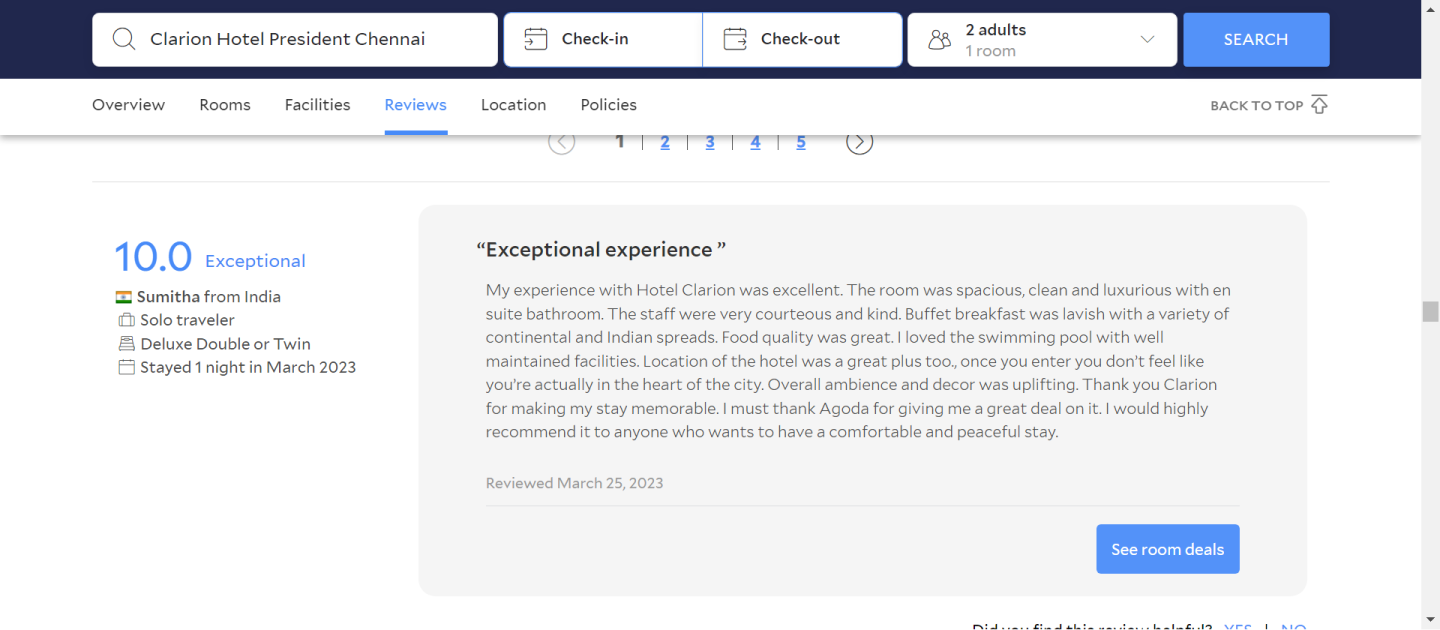 Clarion Hotel President Chennai
Check-in
Check-out
2 adults
1 room
SEARCH
Overview
Rooms
Facilities
Reviews
Location
Policies
BACK TO TOP
1 | 2 | 3 | 4 | 5
10.0 Exceptional
Sumitha from India
Solo traveler
Deluxe Double or Twin
Stayed 1 night in March 2023
“Exceptional experience ”
My experience with Hotel Clarion was excellent. The room was spacious, clean and luxurious with en
suite bathroom. The staff were very courteous and kind. Buffet breakfast was lavish with a variety of
continental and Indian spreads. Food quality was great. I loved the swimming pool with well
maintained facilities. Location of the hotel was a great plus too., once you enter you don’t feel like
you’re actually in the heart of the city. Overall ambience and decor was uplifting. Thank you Clarion
for making my stay memorable. I must thank Agoda for giving me a great deal on it. I would highly
recommend it to anyone who wants to have a comfortable and peaceful stay.
Reviewed March 25, 2023
See room deals
Did you find this review helpful? YES | NO